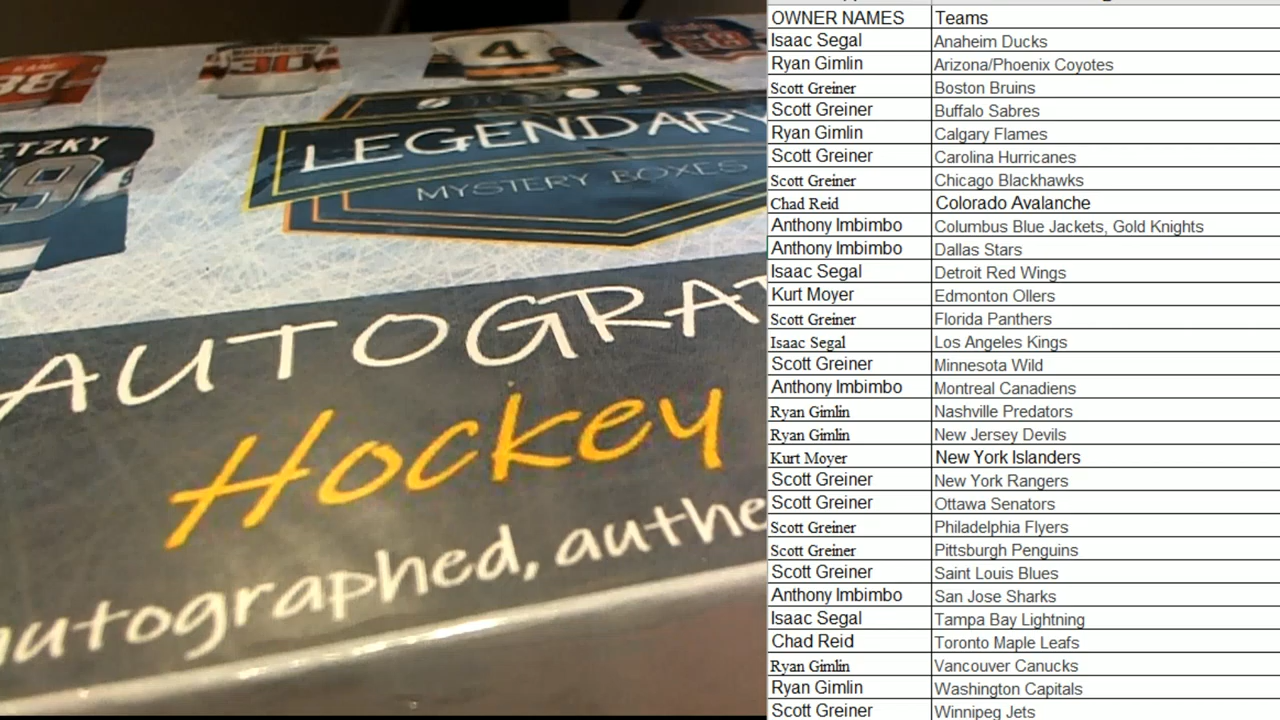 KANE
88
30
4
ETZKY
9
LEGENDARY
MYSTERY BOXES
AUTOGRA
Hockey
autographed, authe
OWNER NAMES Teams
Isaac Segal Anaheim Ducks
Ryan Gimlin Arizona/Phoenix Coyotes
Scott Greiner Boston Bruins
Scott Greiner Buffalo Sabres
Ryan Gimlin Calgary Flames
Scott Greiner Carolina Hurricanes
Scott Greiner Chicago Blackhawks
Chad Reid Colorado Avalanche
Anthony Imbimbo Columbus Blue Jackets, Gold Knights
Anthony Imbimbo Dallas Stars
Isaac Segal Detroit Red Wings
Kurt Moyer Edmonton Ollers
Scott Greiner Florida Panthers
Isaac Segal Los Angeles Kings
Scott Greiner Minnesota Wild
Anthony Imbimbo Montreal Canadiens
Ryan Gimlin Nashville Predators
Ryan Gimlin New Jersey Devils
Kurt Moyer New York Islanders
Scott Greiner New York Rangers
Scott Greiner Ottawa Senators
Scott Greiner Philadelphia Flyers
Scott Greiner Pittsburgh Penguins
Scott Greiner Saint Louis Blues
Anthony Imbimbo San Jose Sharks
Isaac Segal Tampa Bay Lightning
Chad Reid Toronto Maple Leafs
Ryan Gimlin Vancouver Canucks
Ryan Gimlin Washington Capitals
Scott Greiner Winnipeg Jets